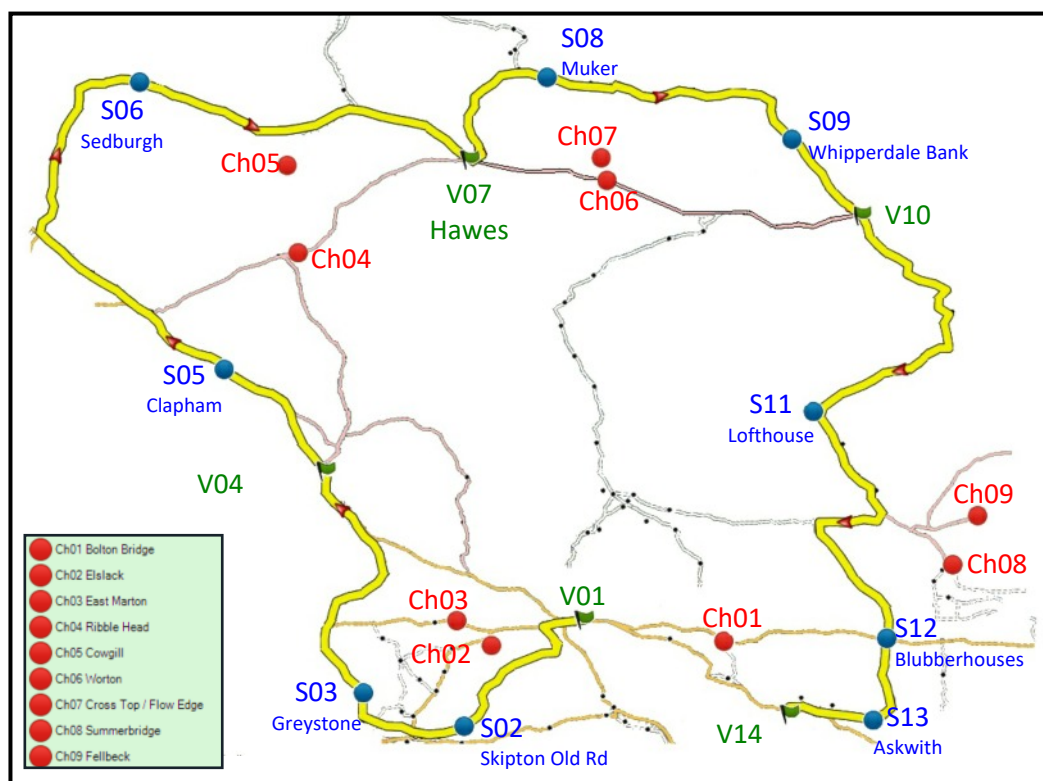 S08
Muker
S06
Sedburgh
S09
Whipperdale Bank
Ch07
Ch05
Ch06
V07
Hawes
V10
Ch04
S05
Clapham
S11
Lofthouse
V04
Ch09
Ch08
Ch01 Bolton Bridge
Ch02 Elslack
Ch03 East Marton
Ch04 Ribble Head
Ch05 Cowgill
Ch06 Worton
Ch07 Cross Top / Flow Edge
Ch08 Summerbridge
Ch09 Fellbeck
V01
Ch03
Ch01
Ch02
S12
Blubberhouses
S03
Greystone
S02
Skipton Old Rd
V14
S13
Askwith